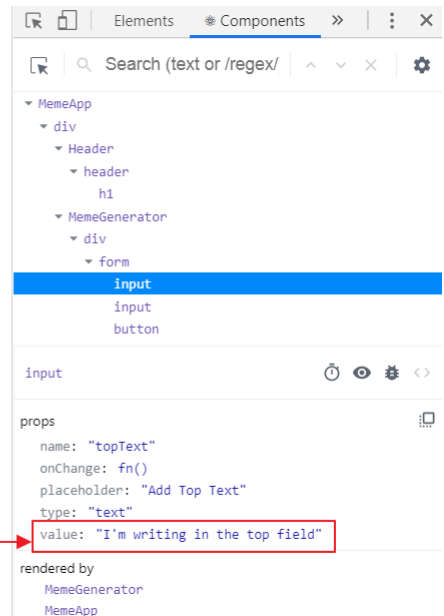 Elements Components »
Search (text or /regex/
MemeApp
div
Header
header
h1
MemeGenerator
div
form
input
input
button
input
props
name: "topText"
onChange: fn()
placeholder: "Add Top Text"
type: "text"
value: "I'm writing in the top field"
rendered by
MemeGenerator
MemeApp